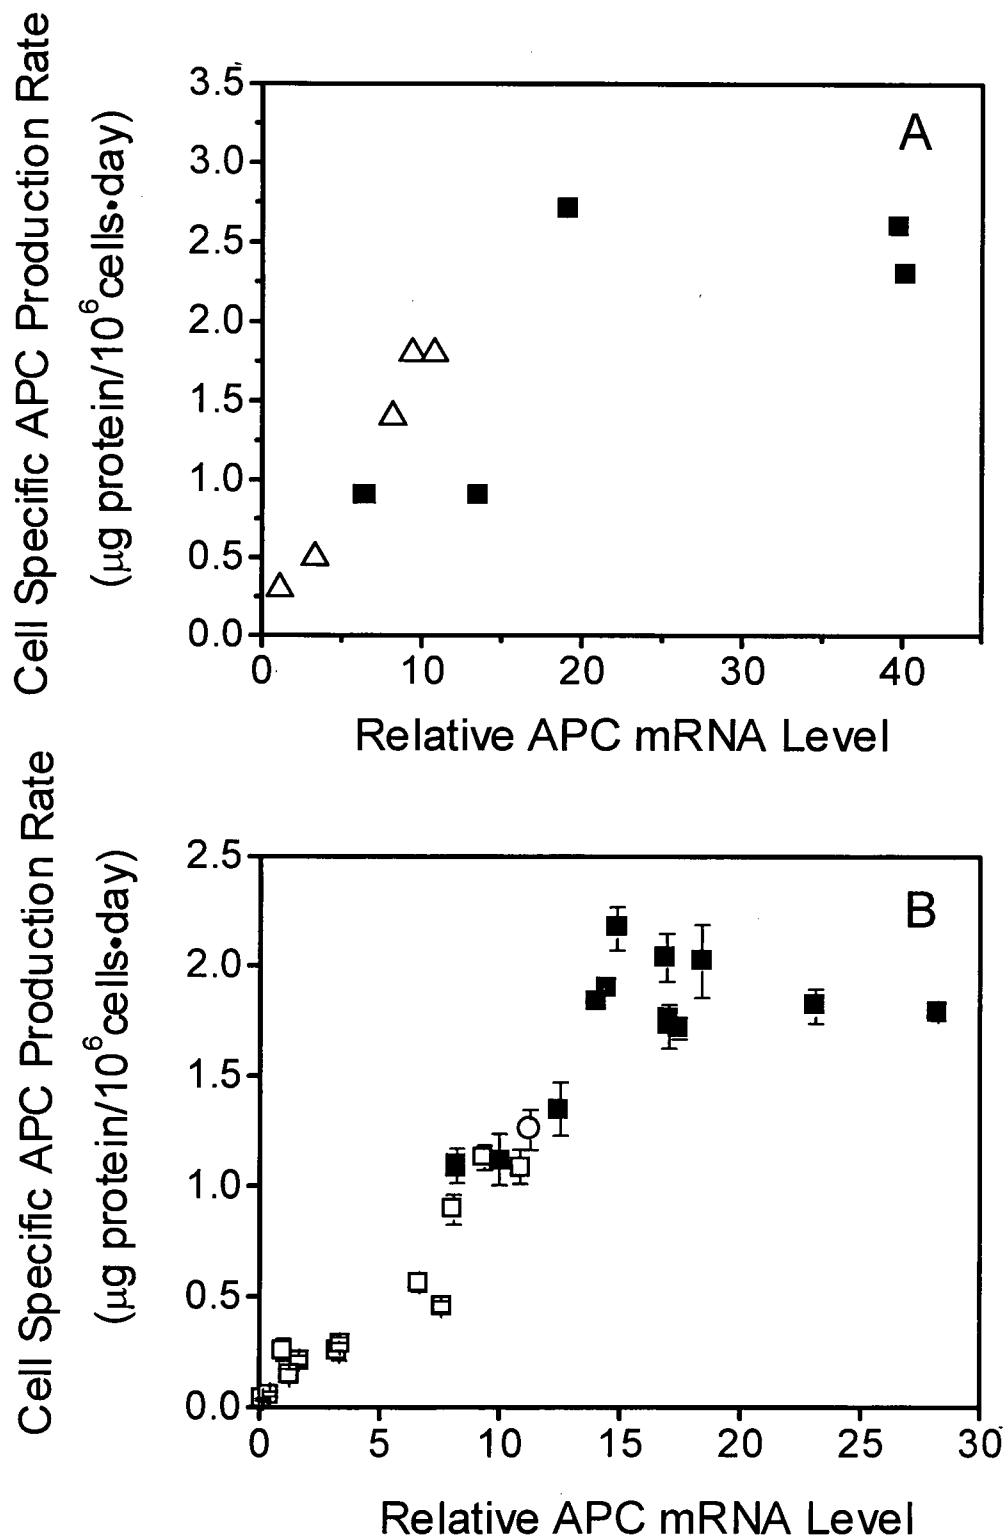 Cell Specific APC Production Rate
(μg protein/10⁶cells•day)
3.5
3.0
2.5
2.0
1.5
1.0
0.5
0.0
A
0 10 20 30 40
Relative APC mRNA Level
Cell Specific APC Production Rate
(μg protein/10⁶cells•day)
2.5
2.0
1.5
1.0
0.5
0.0
B
0 5 10 15 20 25 30
Relative APC mRNA Level